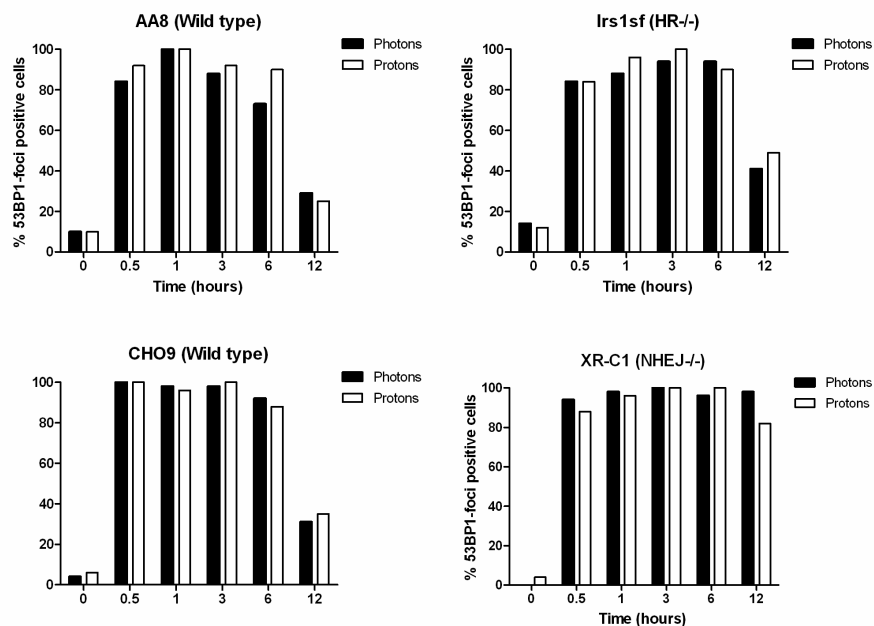 AA8 (Wild type)
Photons
Protons
% 53BP1-foci positive cells
100
80
60
40
20
0
0 0.5 1 3 6 12
Time (hours)
Irs1sf (HR-/-)
Photons
Protons
% 53BP1-foci positive cells
100
80
60
40
20
0
0 0.5 1 3 6 12
Time (hours)
CHO9 (Wild type)
Photons
Protons
% 53BP1-foci positive cells
100
80
60
40
20
0
0 0.5 1 3 6 12
Time (hours)
XR-C1 (NHEJ-/-)
Photons
Protons
% 53BP1-foci positive cells
100
80
60
40
20
0
0 0.5 1 3 6 12
Time (hours)